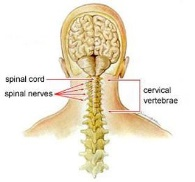 spinal cord
spinal nerves
cervical
vertebrae